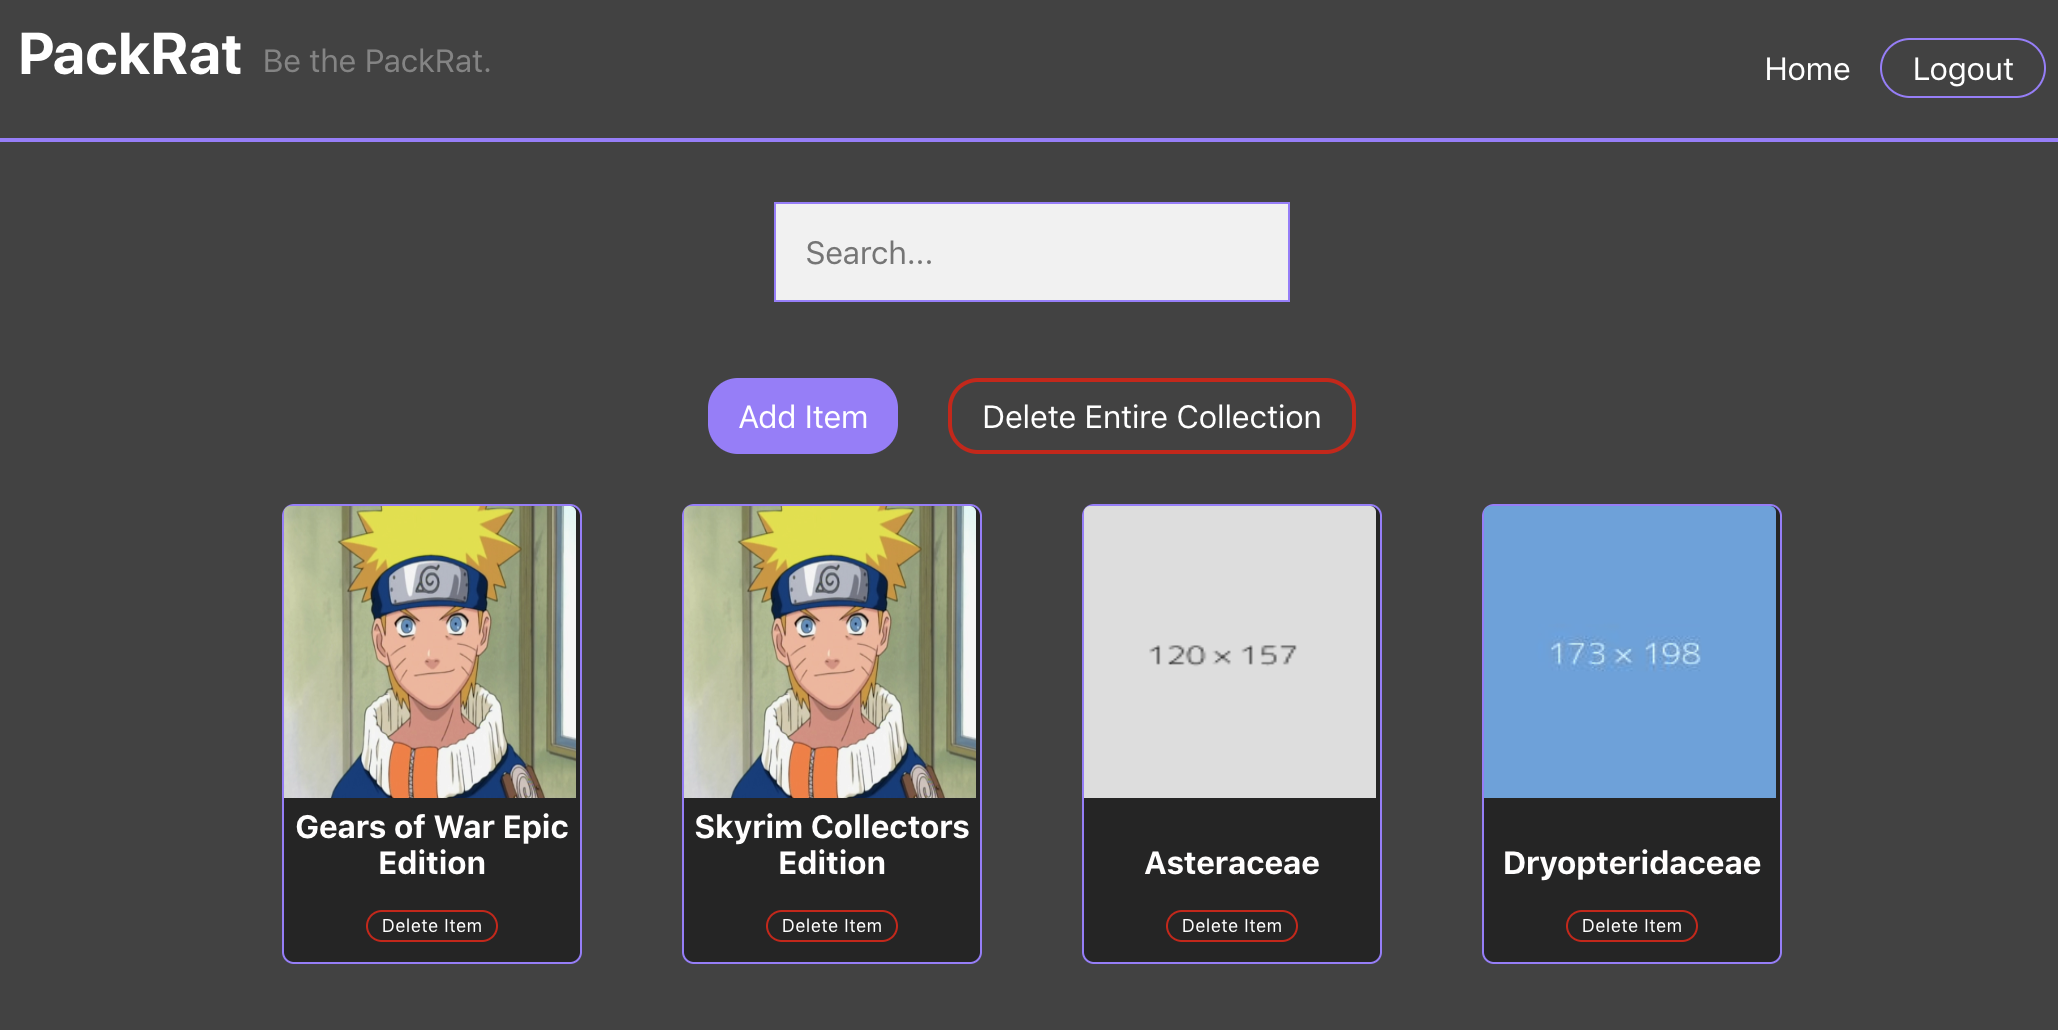 PackRat Be the PackRat.
Home Logout
Search...
Add Item Delete Entire Collection
120 × 157
173 × 198
Gears of War Epic
Edition
Skyrim Collectors
Edition
Asteraceae
Dryopteridaceae
Delete Item
Delete Item
Delete Item
Delete Item